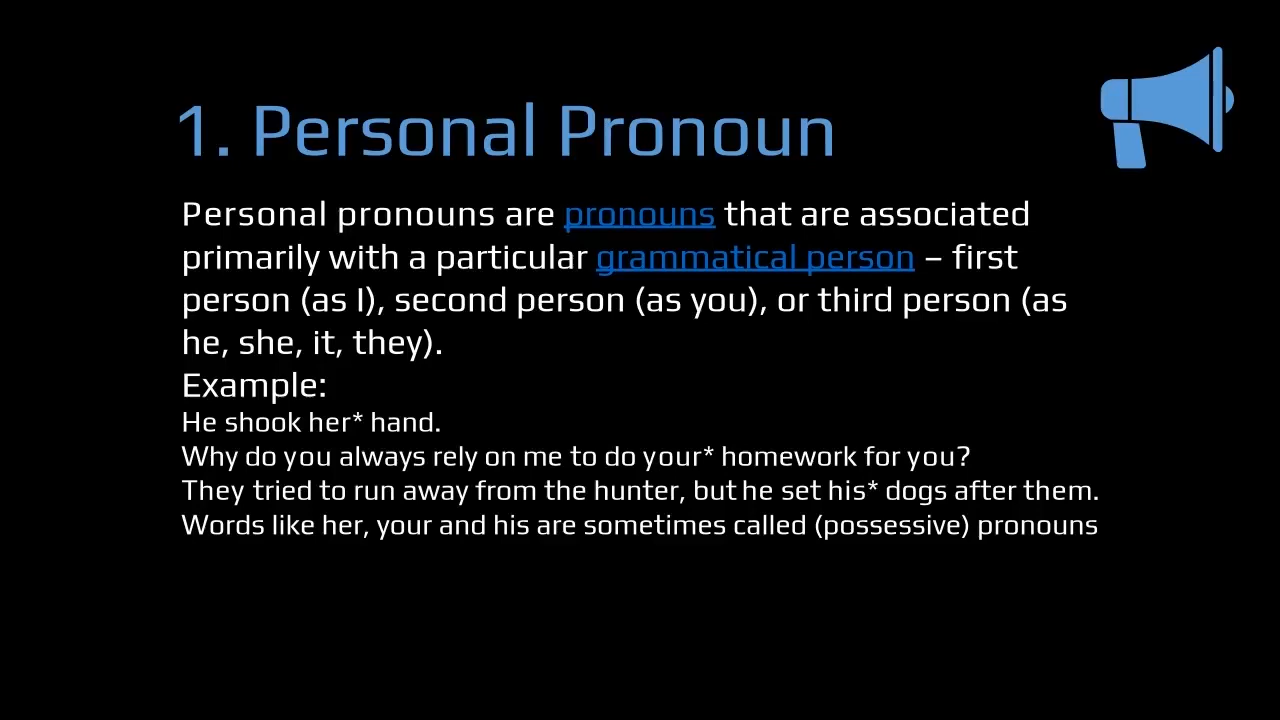 1. Personal Pronoun
Personal pronouns are pronouns that are associated
primarily with a particular grammatical person – first
person (as I), second person (as you), or third person (as
he, she, it, they).
Example:
He shook her* hand.
Why do you always rely on me to do your* homework for you?
They tried to run away from the hunter, but he set his* dogs after them.
Words like her, your and his are sometimes called (possessive) pronouns